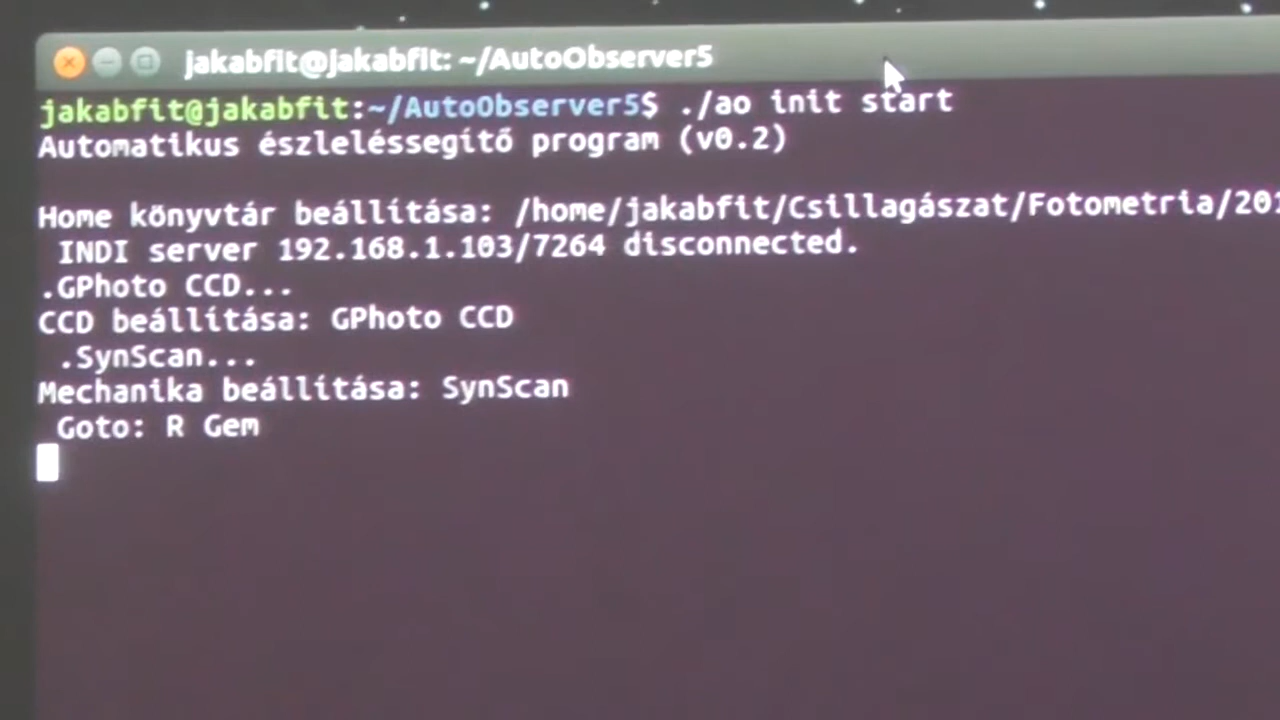 jakabfit@jakabfit: ~/AutoObserver5
jakabfit@jakabfit:~/AutoObserver5$ ./ao init start
Automatikus észleléssegítő program (v0.2)
Home könyvtár beállítása: /home/jakabfit/Csillagászat/Fotometria/201
INDI server 192.168.1.103/7264 disconnected.
.GPhoto CCD...
CCD beállítása: GPhoto CCD
.SynScan...
Mechanika beállítása: SynScan
Goto: R Gem